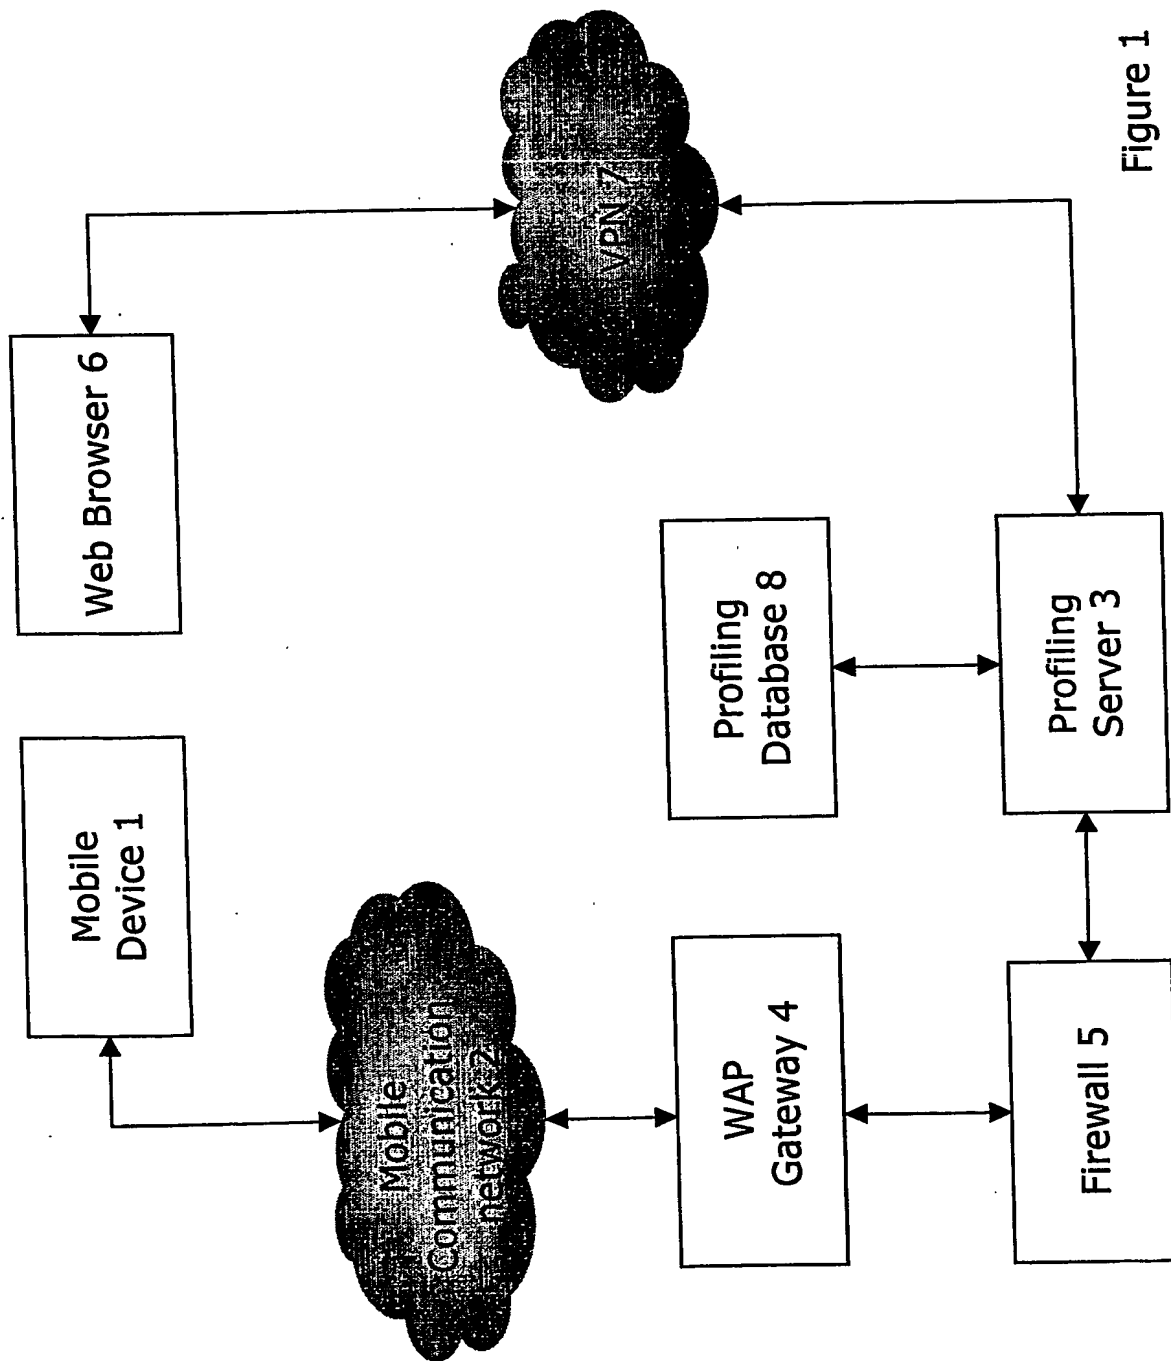 Mobile
Device 1
Web Browser 6
Mobile
Communication
network 2
VPN 7
WAP
Gateway 4
Profiling
Database 8
Firewall 5
Profiling
Server 3
Figure 1